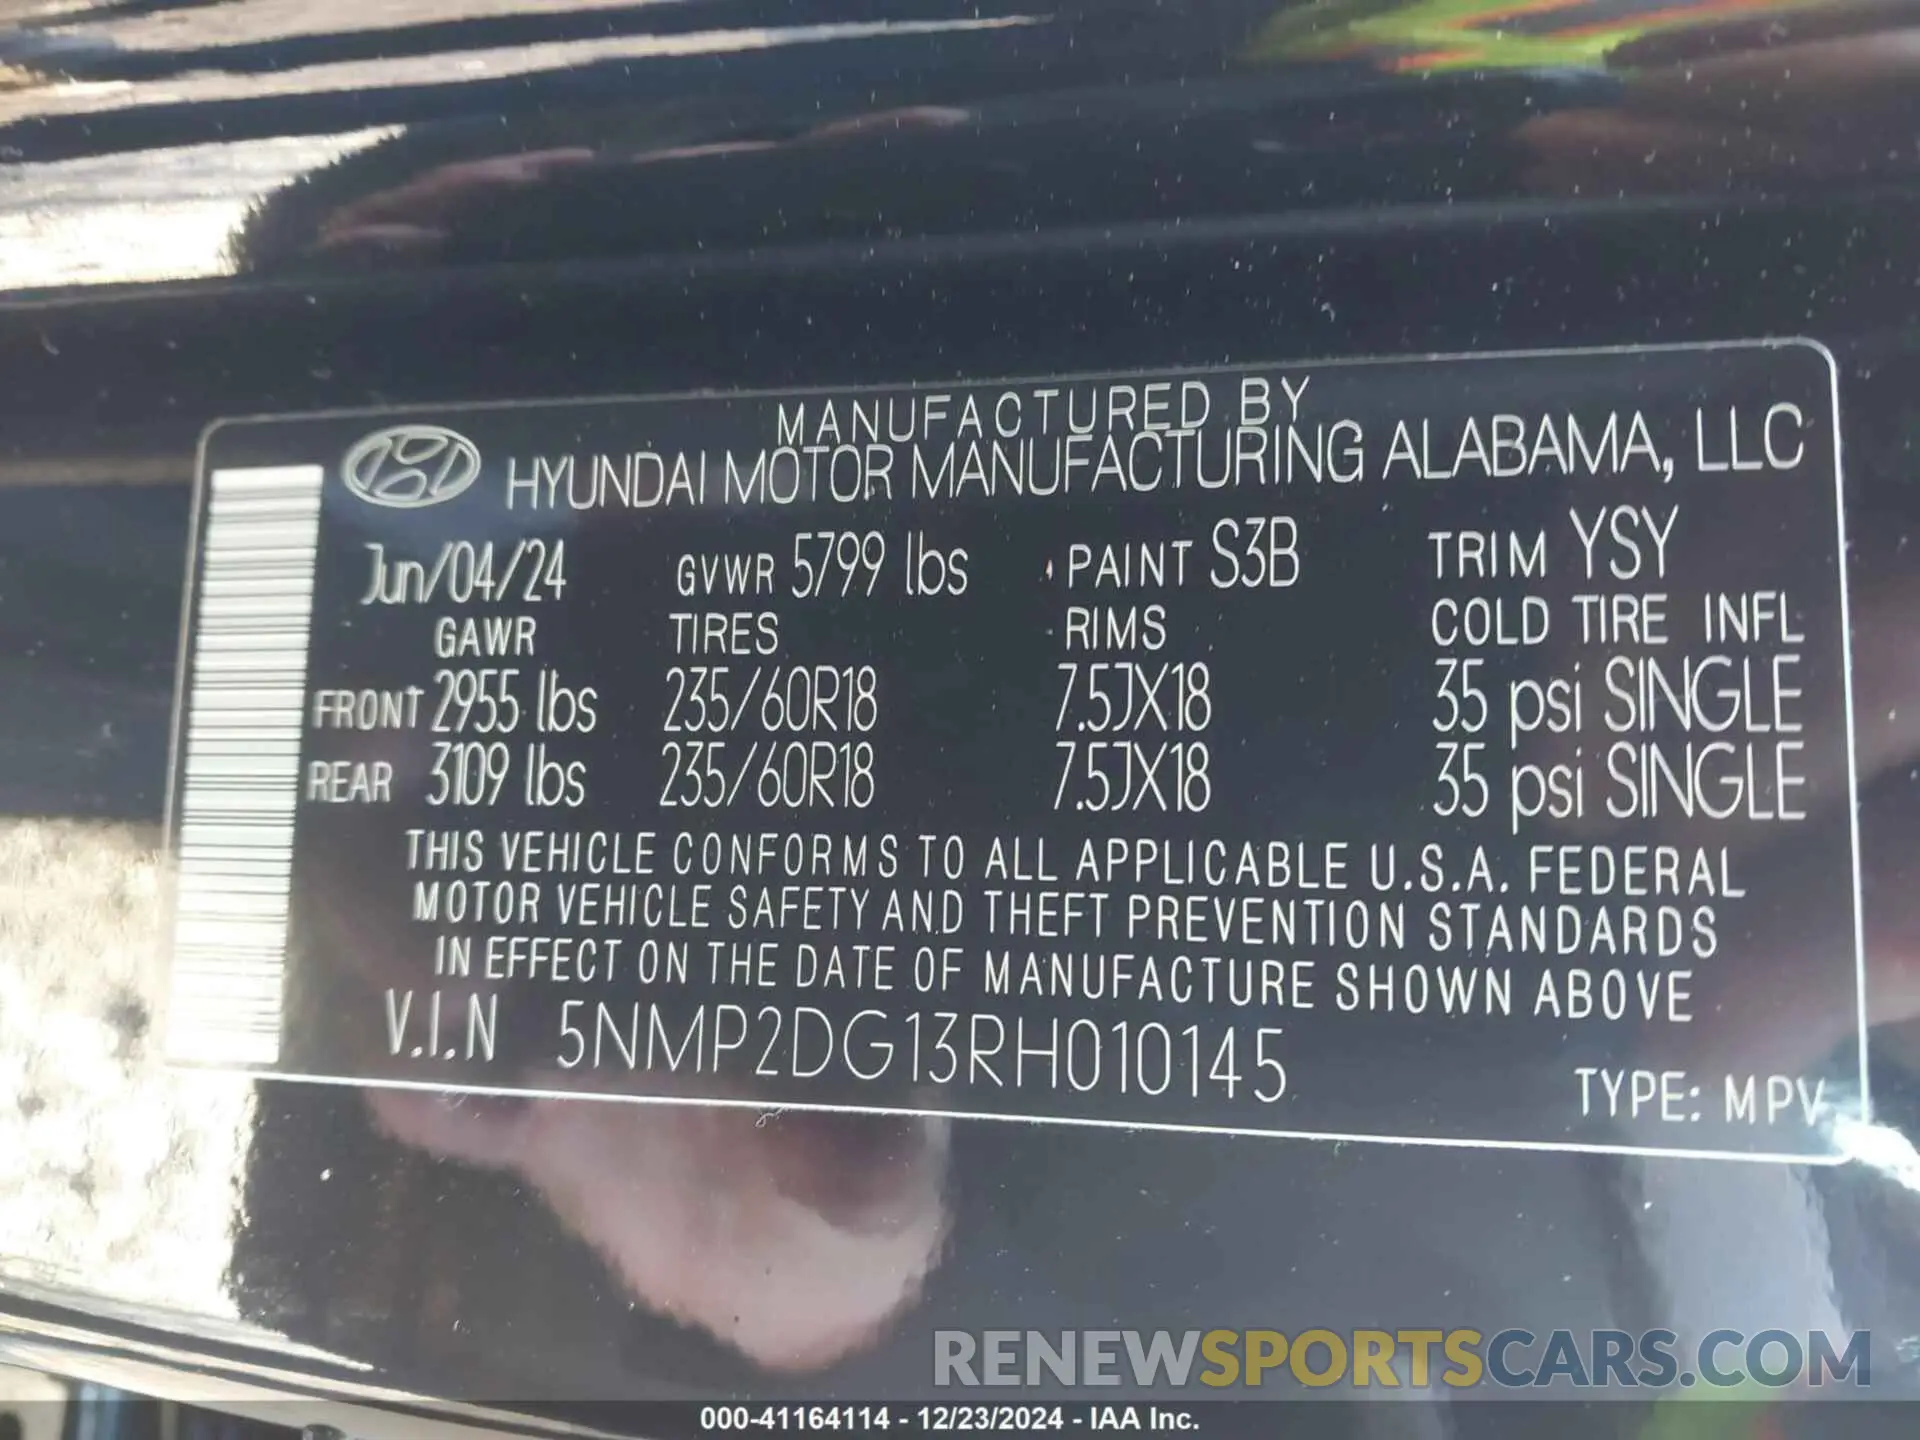 MANUFACTURED BY
HYUNDAI MOTOR MANUFACTURING ALABAMA, LLC
Jun/04/24 GVWR 5799 lbs PAINT S3B TRIM YSY
GAWR TIRES RIMS COLD TIRE INFL
FRONT 2955 lbs 235/60R18 7.5JX18 35 psi SINGLE
REAR 3109 lbs 235/60R18 7.5JX18 35 psi SINGLE
THIS VEHICLE CONFORMS TO ALL APPLICABLE U.S.A. FEDERAL
MOTOR VEHICLE SAFETY AND THEFT PREVENTION STANDARDS
IN EFFECT ON THE DATE OF MANUFACTURE SHOWN ABOVE
V.I.N 5NMP2DG13RH010145
TYPE: MPV
RENEWSPORTSCARS.COM
000-41164114 - 12/23/2024 - IAA Inc.